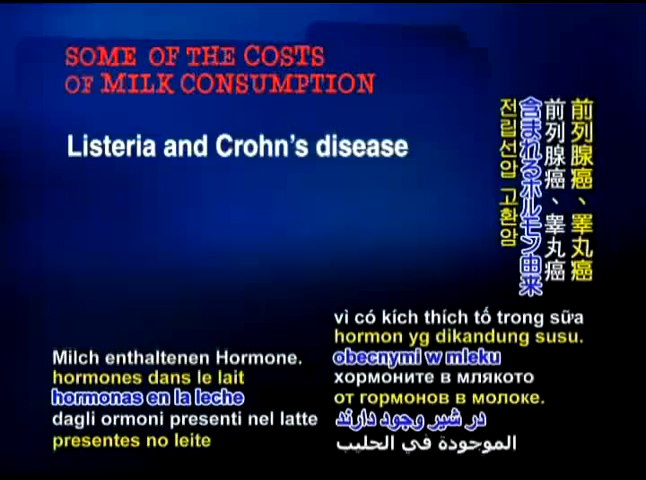 SOME OF THE COSTS
OF MILK CONSUMPTION
Listeria and Crohn's disease
前列腺癌、睪丸癌
前列腺癌、睾丸癌
含まれるホルモン由来
전립선암 고환암
Milch enthaltenen Hormone.
hormones dans le lait
hormonas en la leche
dagli ormoni presenti nel latte
presentes no leite
vì có kích thích tố trong sữa
hormon yg dikandung susu.
obecnymi w mleku
хормоните в млякото
от гормонов в молоке.
در شیر وجود دارند
الموجودة في الحليب